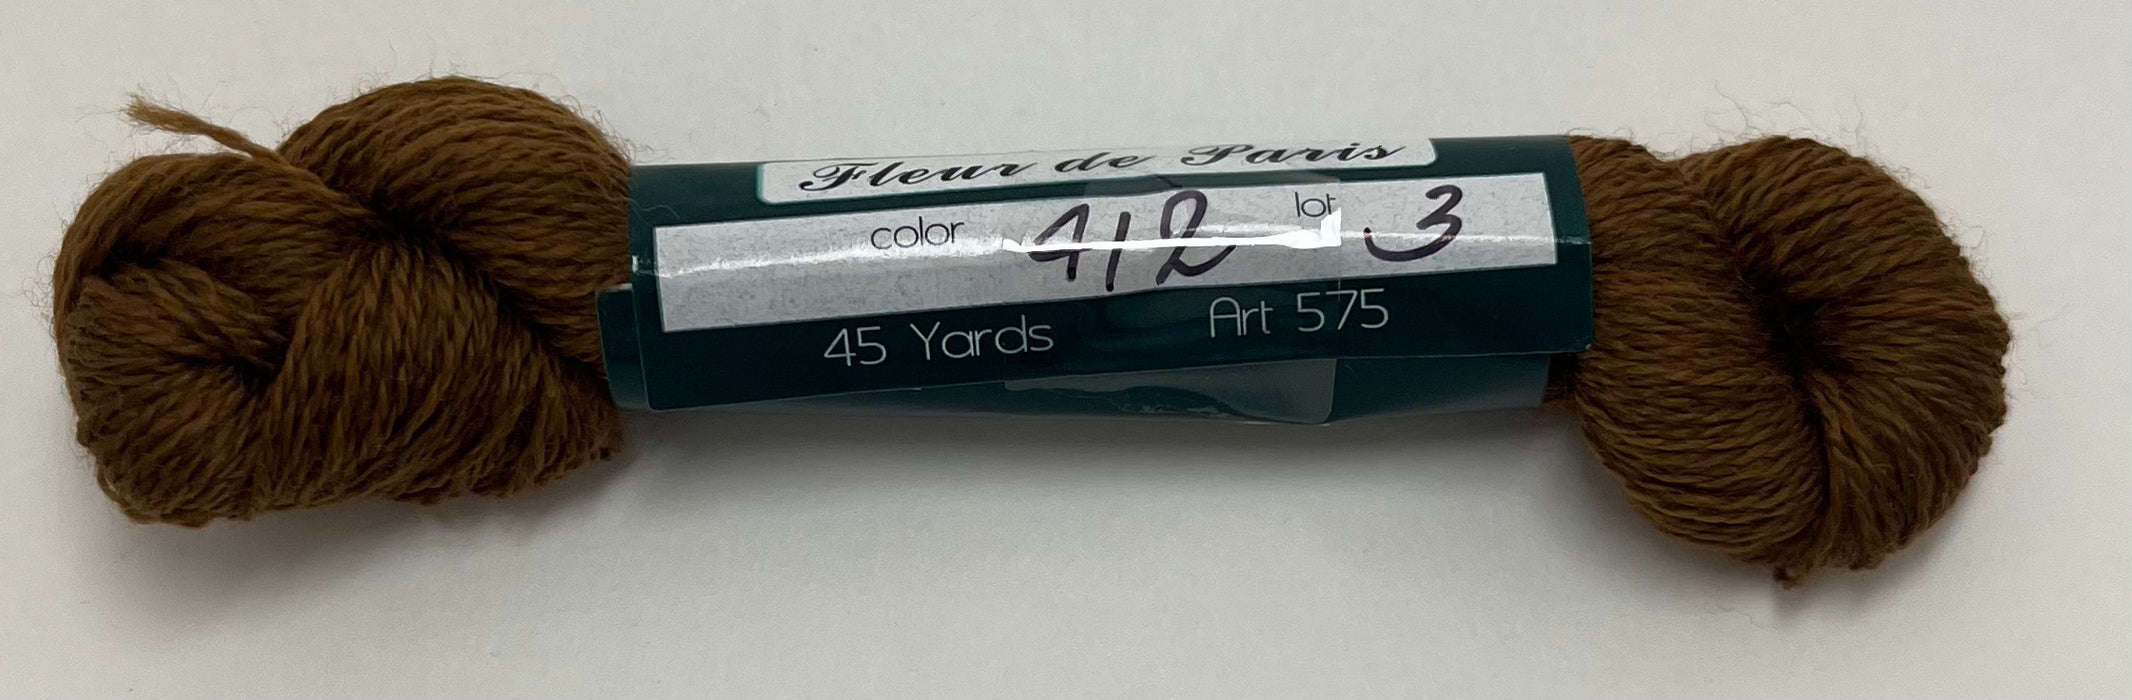 Fleur de Paris
color 412 lot 3
45 Yards Art 575